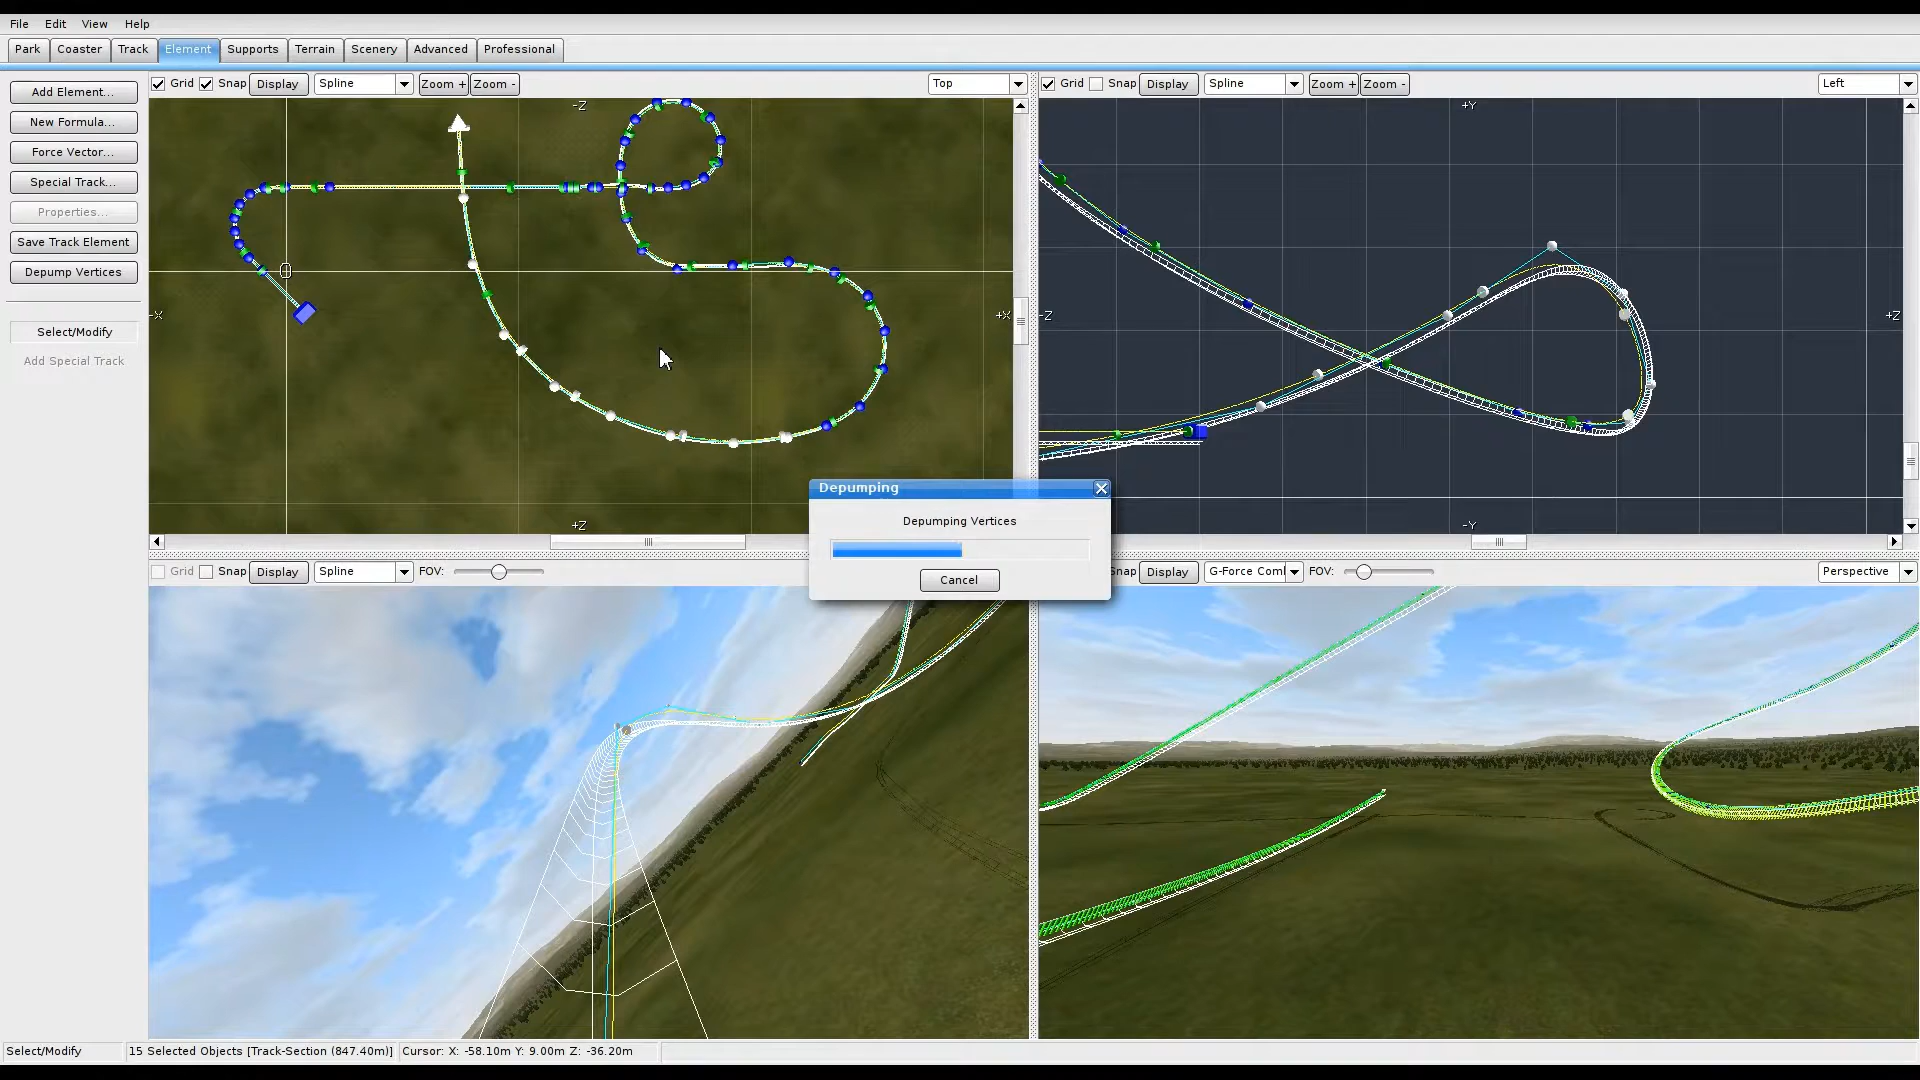 File Edit View Help
Park Coaster Track Element Supports Terrain Scenery Advanced Professional
Add Element...
New Formula...
Force Vector...
Special Track...
Properties...
Save Track Element
Depump Vertices
Select/Modify
Add Special Track
Grid Snap Display Spline Zoom + Zoom - Top
-Z
-X
+X
+Z
Grid Snap Display Spline Zoom + Zoom - Left
+Y
-Z
+Z
-Y
Depumping
Depumping Vertices
Cancel
Grid Snap Display Spline FOV:
Snap Display G-Force Coml FOV: Perspective
Select/Modify 15 Selected Objects [Track-Section (847.40m)] Cursor: X: -58.10m Y: 9.00m Z: -36.20m